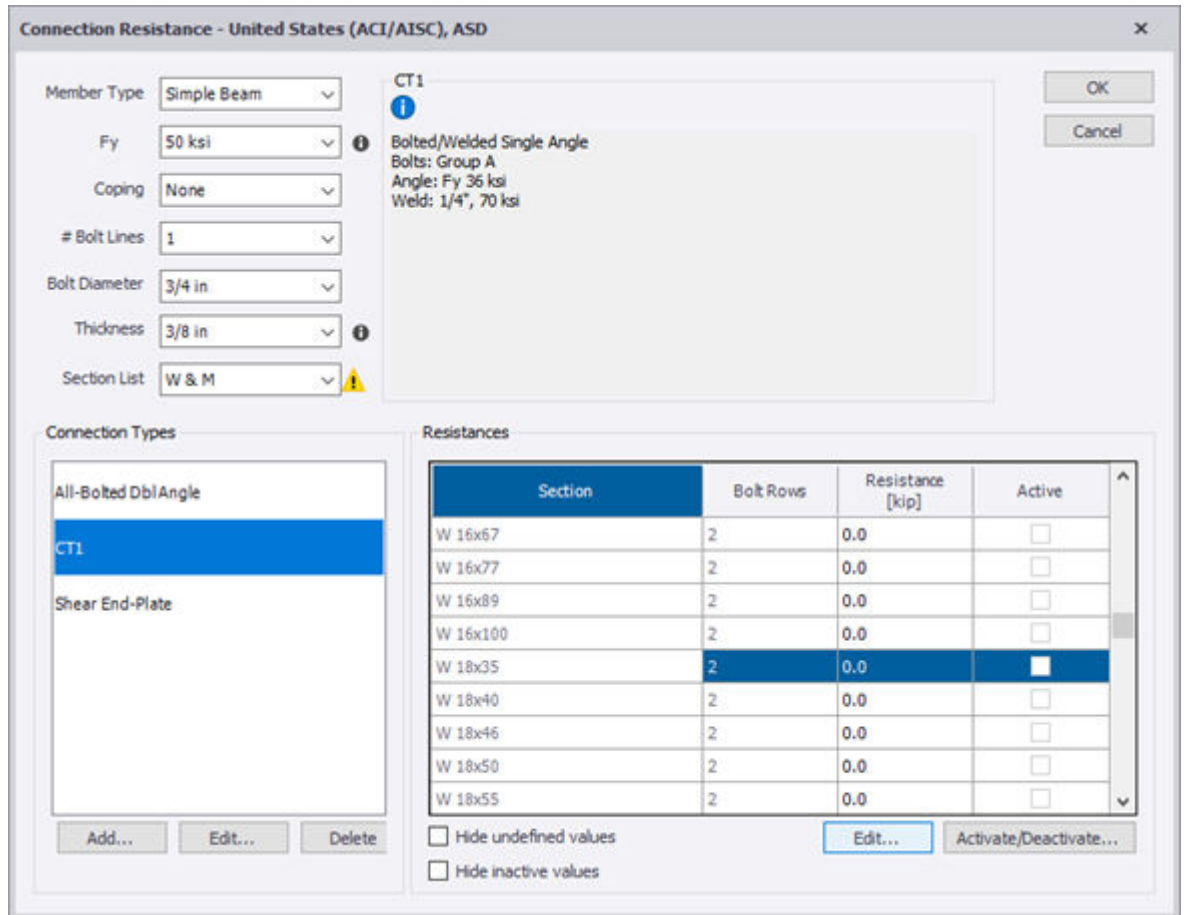 Connection Resistance - United States (ACI/AISC), ASD
Member Type Simple Beam
Fy 50 ksi
Coping None
# Bolt Lines 1
Bolt Diameter 3/4 in
Thickness 3/8 in
Section List W & M
CT1
Bolted/Welded Single Angle
Bolts: Group A
Angle: Fy 36 ksi
Weld: 1/4", 70 ksi
OK
Cancel
Connection Types
All-Bolted DblAngle
CT1
Shear End-Plate
Add... Edit... Delete
Resistances
Section Bolt Rows Resistance [kip] Active
W 16x67 2 0.0
W 16x77 2 0.0
W 16x89 2 0.0
W 16x100 2 0.0
W 18x35 2 0.0
W 18x40 2 0.0
W 18x46 2 0.0
W 18x50 2 0.0
W 18x55 2 0.0
Hide undefined values
Hide inactive values
Edit... Activate/Deactivate...